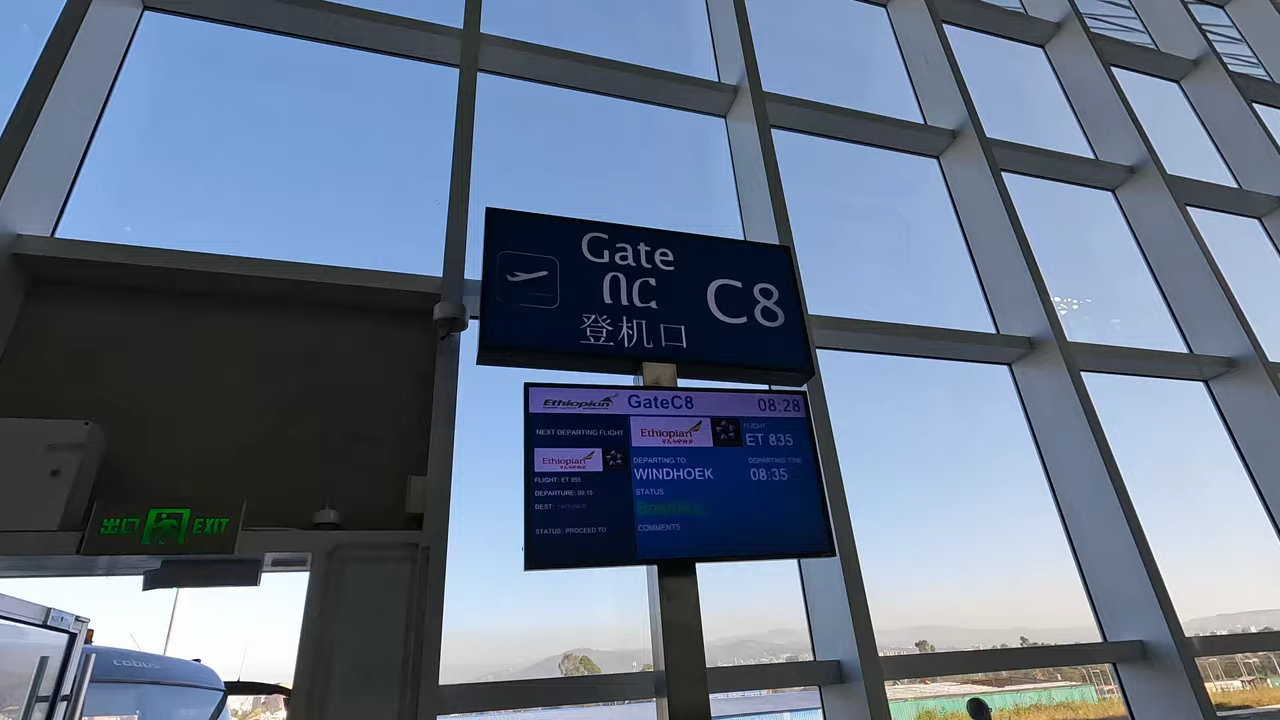 Gate
በር
登机口
C8
Ethiopian
GateC8
08:28
NEXT DEPARTING FLIGHT
Ethiopian
የኢትዮጵያ
FLIGHT
ET 835
Ethiopian
የኢትዮጵያ
DEPARTING TO
DEPARTING TIME
WINDHOEK
08:35
FLIGHT: ET
DEPARTURE: 09:15
STATUS
DEST:
STATUS: PROCEED TO
COMMENTS
出口
EXIT
cobus